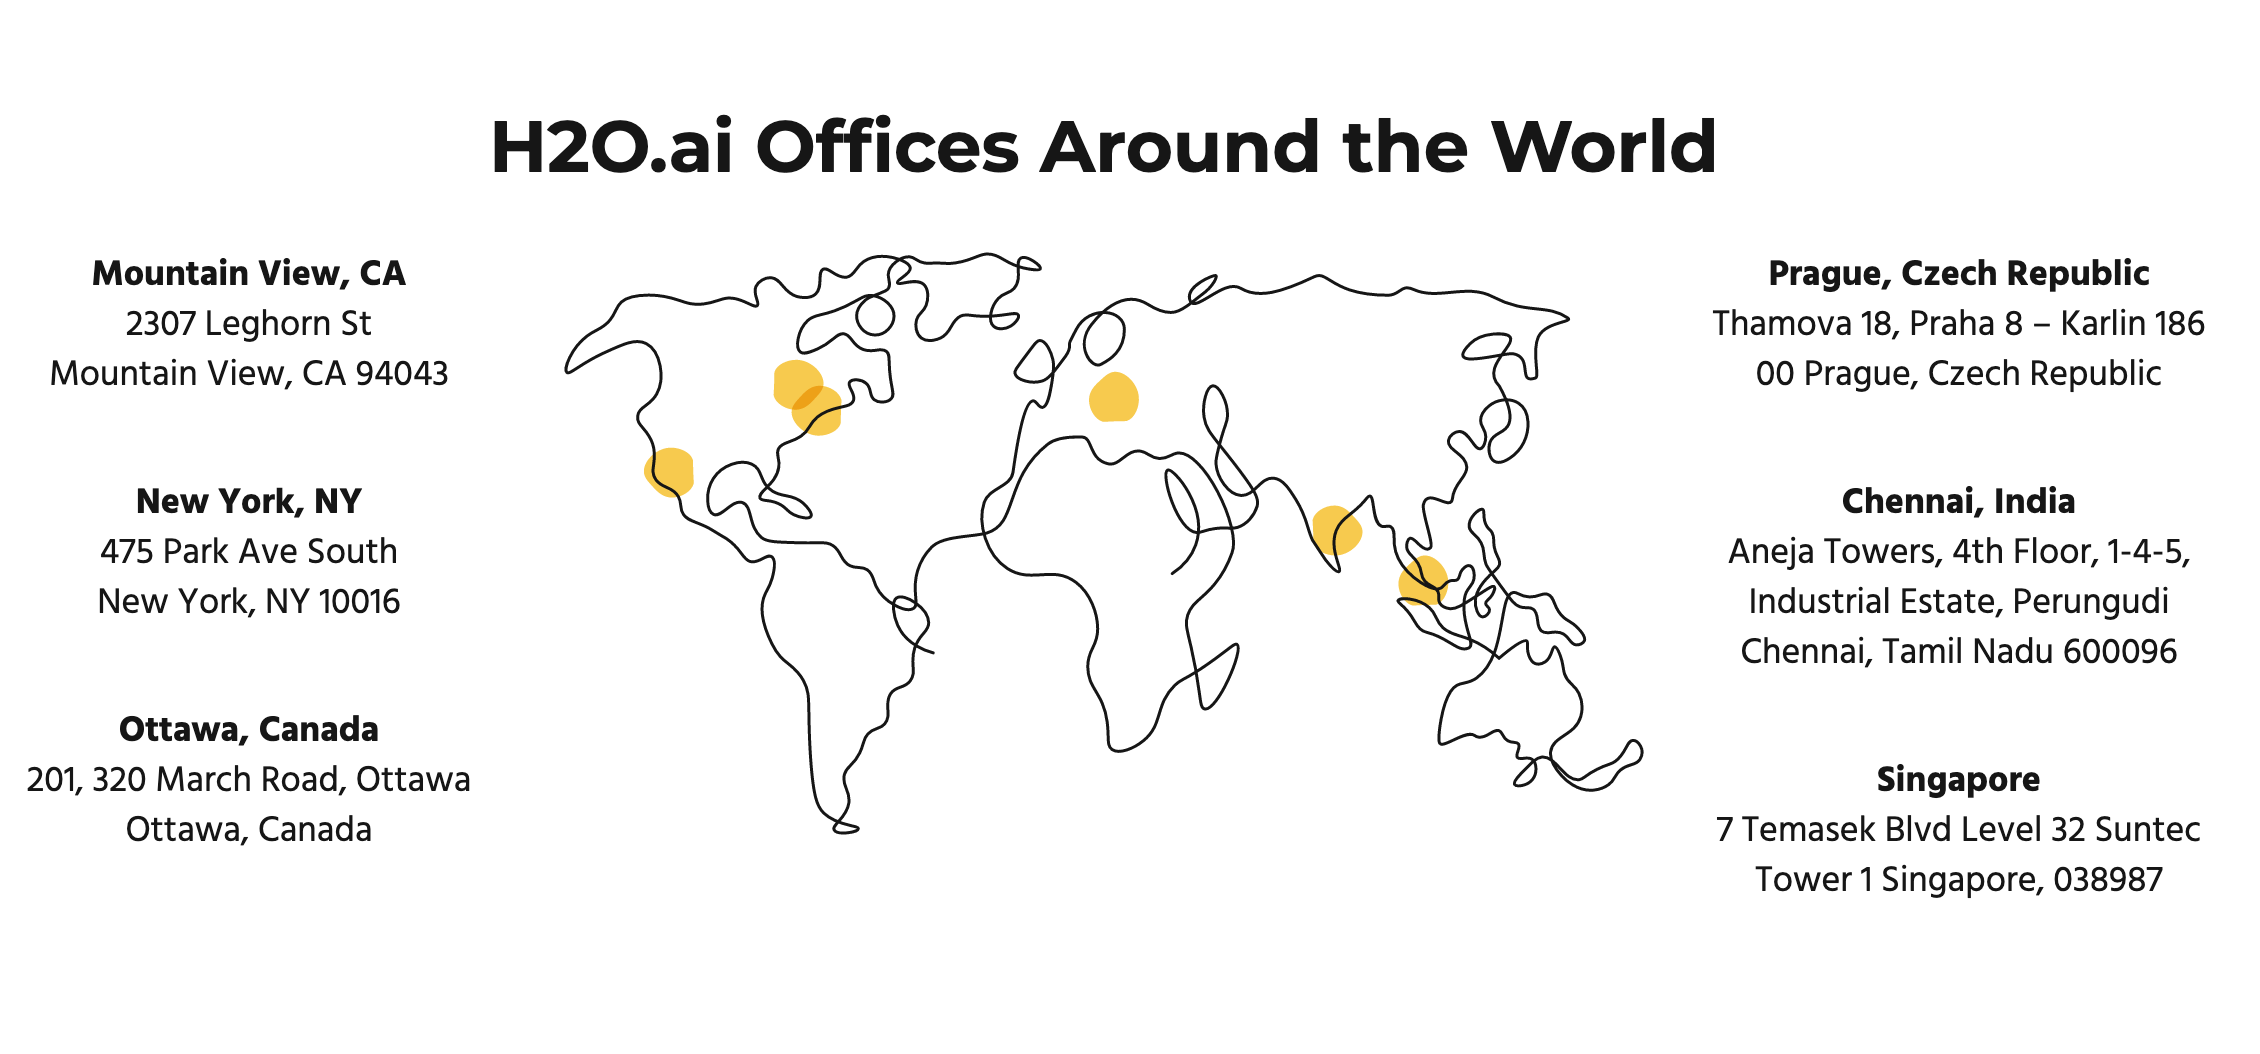 H2O.ai Offices Around the World
Mountain View, CA
2307 Leghorn St
Mountain View, CA 94043
New York, NY
475 Park Ave South
New York, NY 10016
Ottawa, Canada
201, 320 March Road, Ottawa
Ottawa, Canada
Prague, Czech Republic
Thamova 18, Praha 8 – Karlin 186
00 Prague, Czech Republic
Chennai, India
Aneja Towers, 4th Floor, 1-4-5,
Industrial Estate, Perungudi
Chennai, Tamil Nadu 600096
Singapore
7 Temasek Blvd Level 32 Suntec
Tower 1 Singapore, 038987